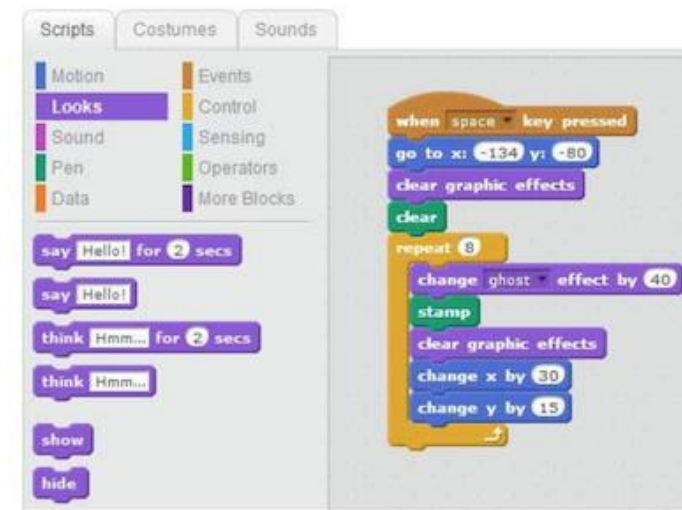 Scripts Costumes Sounds
Motion Events
Looks Control
Sound Sensing
Pen Operators
Data More Blocks
say Hello! for 2 secs
say Hello!
think Hmm... for 2 secs
think Hmm...
show
hide
when space key pressed
go to x: -134 y: -80
clear graphic effects
clear
repeat 8
change ghost effect by 40
stamp
clear graphic effects
change x by 30
change y by 15